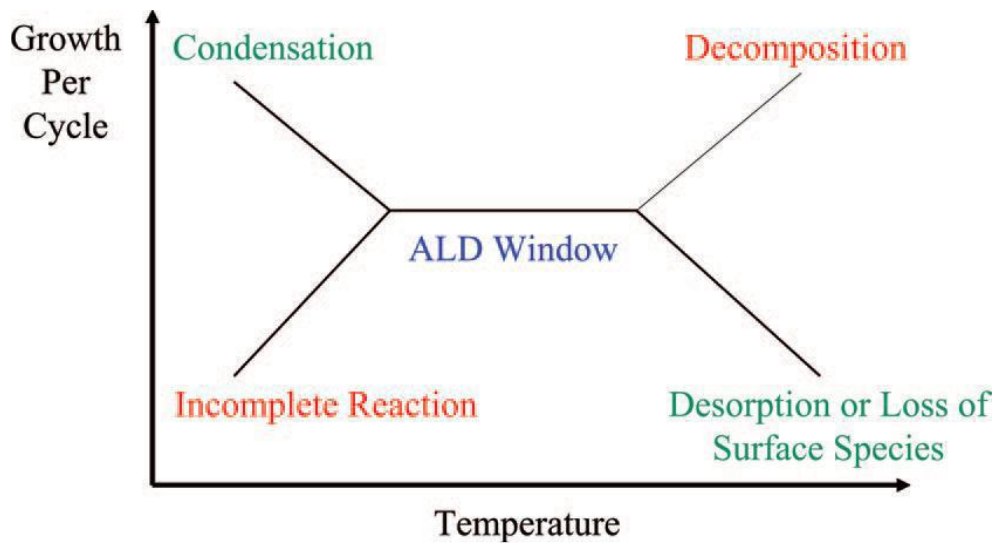 Growth
Per
Cycle
Condensation
Decomposition
ALD Window
Incomplete Reaction
Desorption or Loss of
Surface Species
Temperature